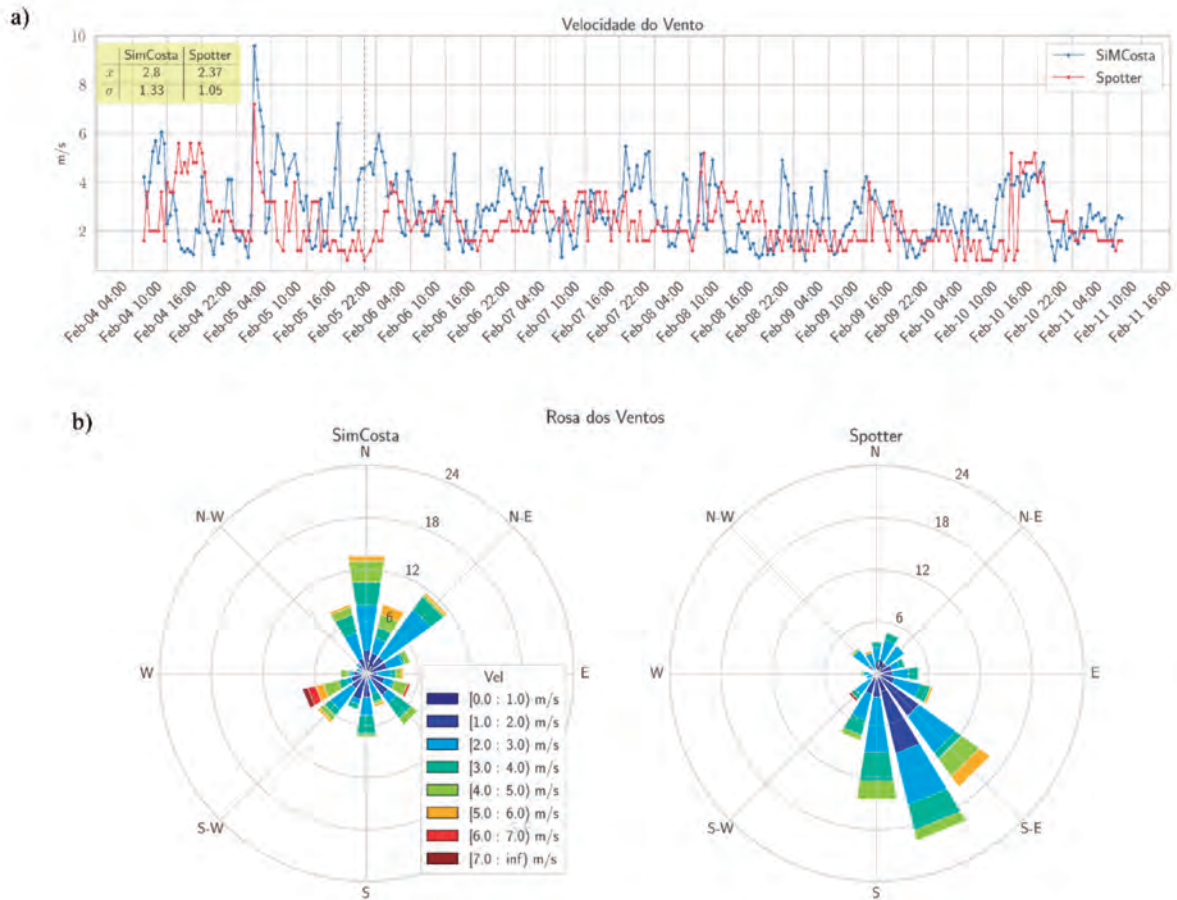 a)
Velocidade do Vento
10
8
6
4
2
m/s
SimCosta Spotter
x̄ 2.8 2.37
σ 1.33 1.05
SiMCosta
Spotter
Feb-04 04:00
Feb-04 10:00
Feb-04 16:00
Feb-04 22:00
Feb-05 04:00
Feb-05 10:00
Feb-05 16:00
Feb-05 22:00
Feb-06 04:00
Feb-06 10:00
Feb-06 16:00
Feb-06 22:00
Feb-07 04:00
Feb-07 10:00
Feb-07 16:00
Feb-07 22:00
Feb-08 04:00
Feb-08 10:00
Feb-08 16:00
Feb-08 22:00
Feb-09 04:00
Feb-09 10:00
Feb-09 16:00
Feb-09 22:00
Feb-10 04:00
Feb-10 10:00
Feb-10 16:00
Feb-10 22:00
Feb-11 04:00
Feb-11 10:00
Feb-11 16:00
b)
Rosa dos Ventos
SimCosta
N
24
N-W
18
N-E
12
6
W
E
S-W
S
Vel
[0.0 : 1.0) m/s
[1.0 : 2.0) m/s
[2.0 : 3.0) m/s
[3.0 : 4.0) m/s
[4.0 : 5.0) m/s
[5.0 : 6.0) m/s
[6.0 : 7.0) m/s
[7.0 : inf) m/s
Spotter
N
24
N-W
18
N-E
12
6
W
E
S-W
S-E
S